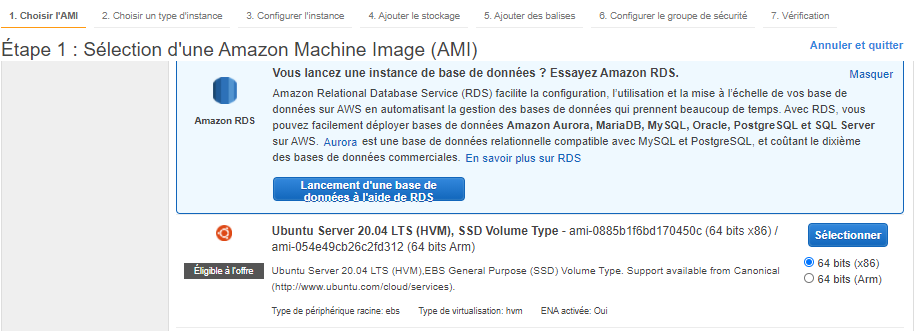 1. Choisir l'AMI 2. Choisir un type d'instance 3. Configurer l'instance 4. Ajouter le stockage 5. Ajouter des balises 6. Configurer le groupe de sécurité 7. Vérification
Étape 1 : Sélection d'une Amazon Machine Image (AMI) Annuler et quitter
Vous lancez une instance de base de données ? Essayez Amazon RDS. Masquer
Amazon RDS
Amazon Relational Database Service (RDS) facilite la configuration, l'utilisation et la mise à l'échelle de vos base de
données sur AWS en automatisant la gestion des bases de données qui prennent beaucoup de temps. Avec RDS, vous
pouvez facilement déployer bases de données Amazon Aurora, MariaDB, MySQL, Oracle, PostgreSQL et SQL Server
sur AWS. Aurora est une base de données relationnelle compatible avec MySQL et PostgreSQL, et coûtant le dixième
des bases de données commerciales. En savoir plus sur RDS
Lancement d'une base de
données à l'aide de RDS
Ubuntu Server 20.04 LTS (HVM), SSD Volume Type - ami-0885b1f6bd170450c (64 bits x86) /
ami-054e49cb26c2fd312 (64 bits Arm)
Sélectionner
Éligible à l'offre
Ubuntu Server 20.04 LTS (HVM),EBS General Purpose (SSD) Volume Type. Support available from Canonical
(http://www.ubuntu.com/cloud/services).
64 bits (x86)
64 bits (Arm)
Type de périphérique racine: ebs Type de virtualisation: hvm ENA activée: Oui